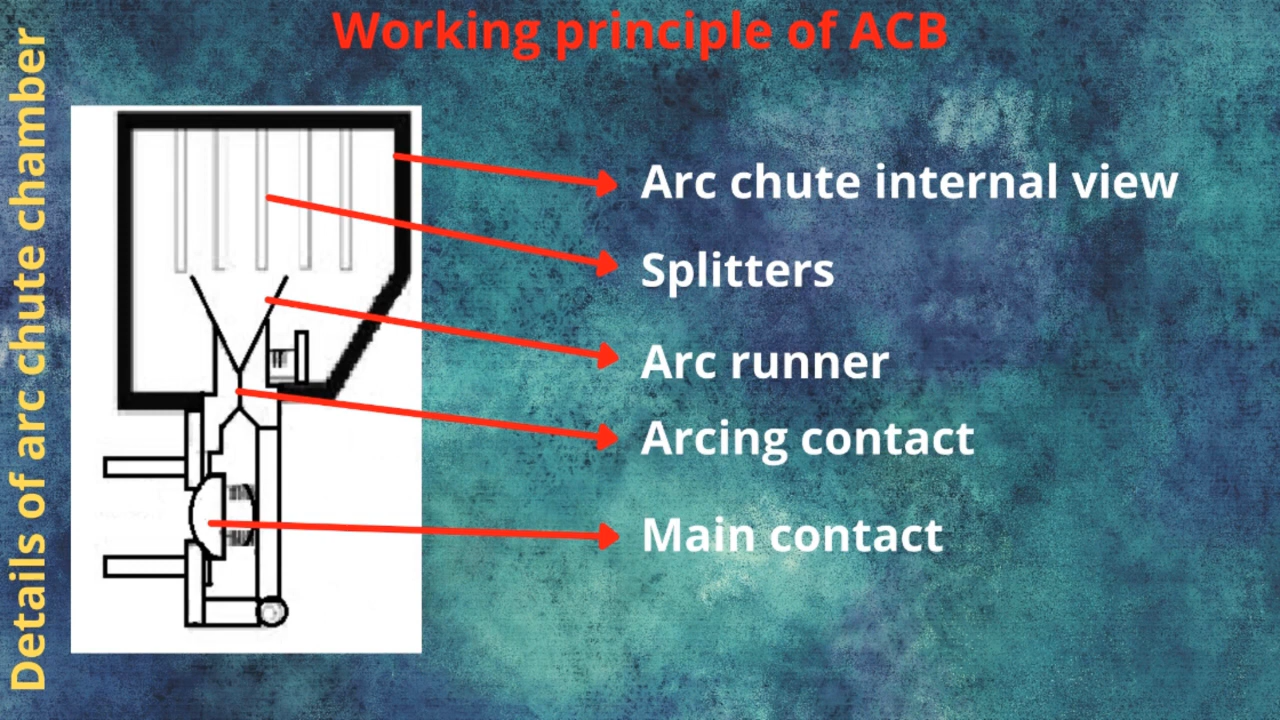 Working principle of ACB
Details of arc chute chamber
Arc chute internal view
Splitters
Arc runner
Arcing contact
Main contact